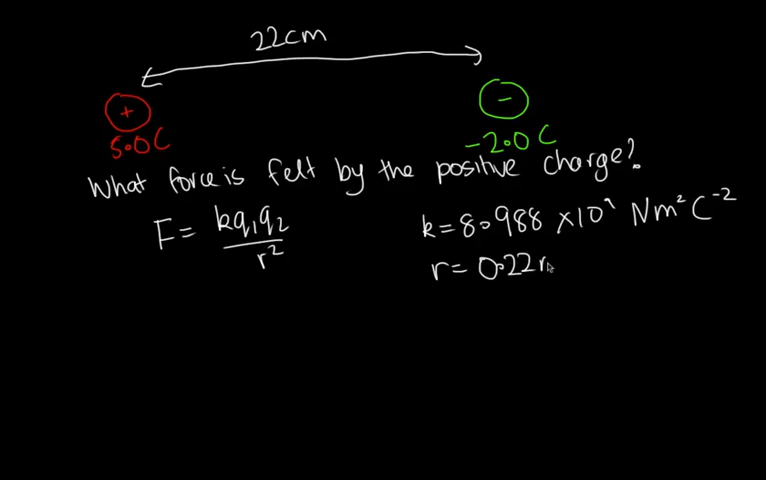 22cm
+
-
5.0C
-2.0C
What force is felt by the positive charge?
F = kq₁q₂ / r²
k = 8.988 × 10⁹ Nm²C⁻²
r = 0.22